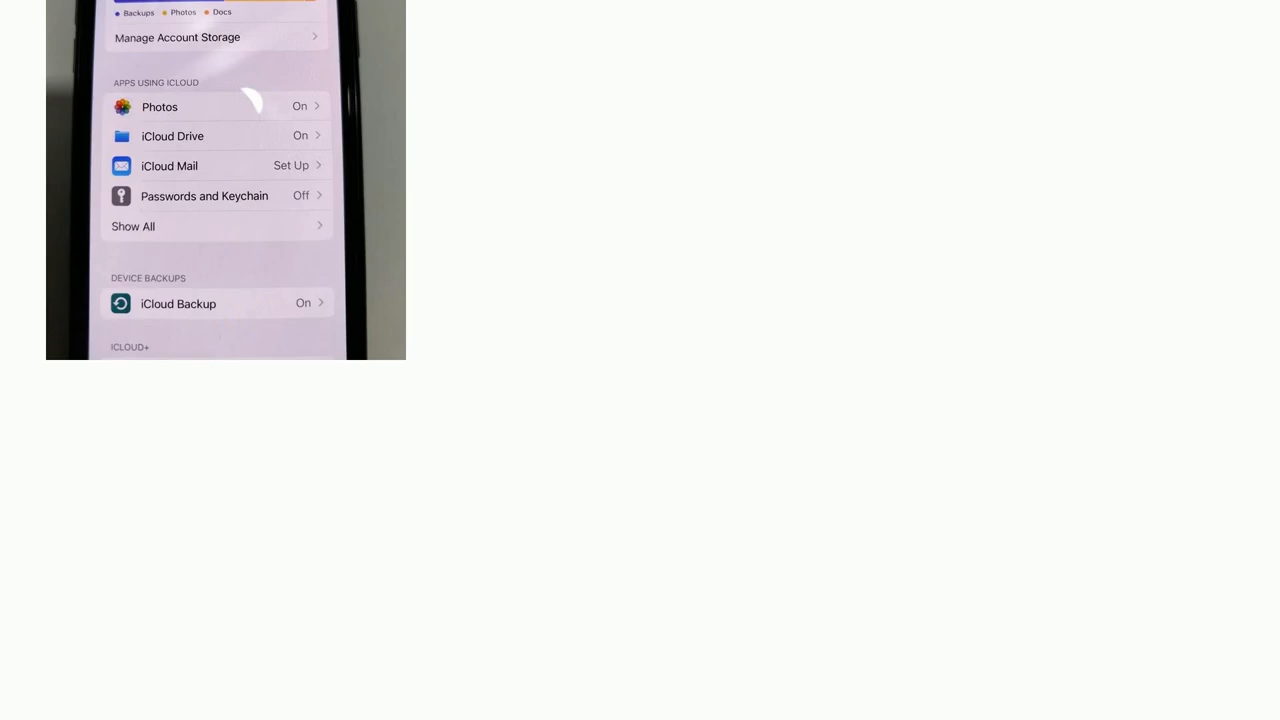 Backups Photos Docs
Manage Account Storage
APPS USING ICLOUD
Photos On
iCloud Drive On
iCloud Mail Set Up
Passwords and Keychain Off
Show All
DEVICE BACKUPS
iCloud Backup On
ICLOUD+